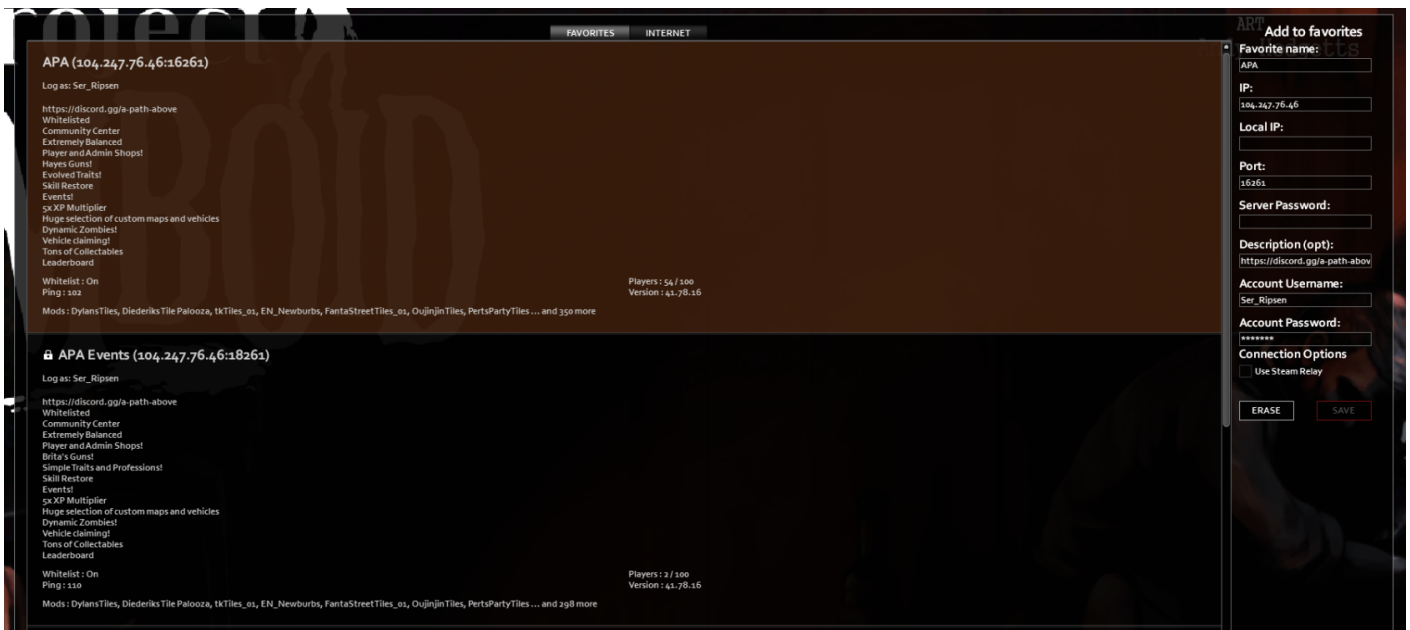 roject
ZBOID
FAVORITES INTERNET
APA (104.247.76.46:16261)
Log as: Ser_Ripsen
https://discord.gg/a-path-above
Whitelisted
Community Center
Extremely Balanced
Player and Admin Shops!
Hayes Guns!
Evolved Traits!
Skill Restore
Events!
5x XP Multiplier
Huge selection of custom maps and vehicles
Dynamic Zombies!
Vehicle claiming!
Tons of Collectables
Leaderboard
Whitelist : On
Players : 54 / 100
Ping : 102
Version : 41.78.16
Mods : DylansTiles, Diederiks Tile Palooza, tkTiles_01, EN_Newburbs, FantaStreetTiles_01, OujinjinTiles, PertsPartyTiles ... and 350 more
APA Events (104.247.76.46:18261)
Log as: Ser_Ripsen
https://discord.gg/a-path-above
Whitelisted
Community Center
Extremely Balanced
Player and Admin Shops!
Brita's Guns!
Simple Traits and Professions!
Skill Restore
Events!
5x XP Multiplier
Huge selection of custom maps and vehicles
Dynamic Zombies!
Vehicle claiming!
Tons of Collectables
Leaderboard
Whitelist : On
Players : 2 / 100
Ping : 110
Version : 41.78.16
Mods : DylansTiles, Diederiks Tile Palooza, tkTiles_01, EN_Newburbs, FantaStreetTiles_01, OujinjinTiles, PertsPartyTiles ... and 298 more
ART
Add to favorites
Favorite name:
APA
IP:
104.247.76.46
Local IP:
Port:
16261
Server Password:
Description (opt):
https://discord.gg/a-path-abov
Account Username:
Ser_Ripsen
Account Password:
*******
Connection Options
Use Steam Relay
ERASE SAVE